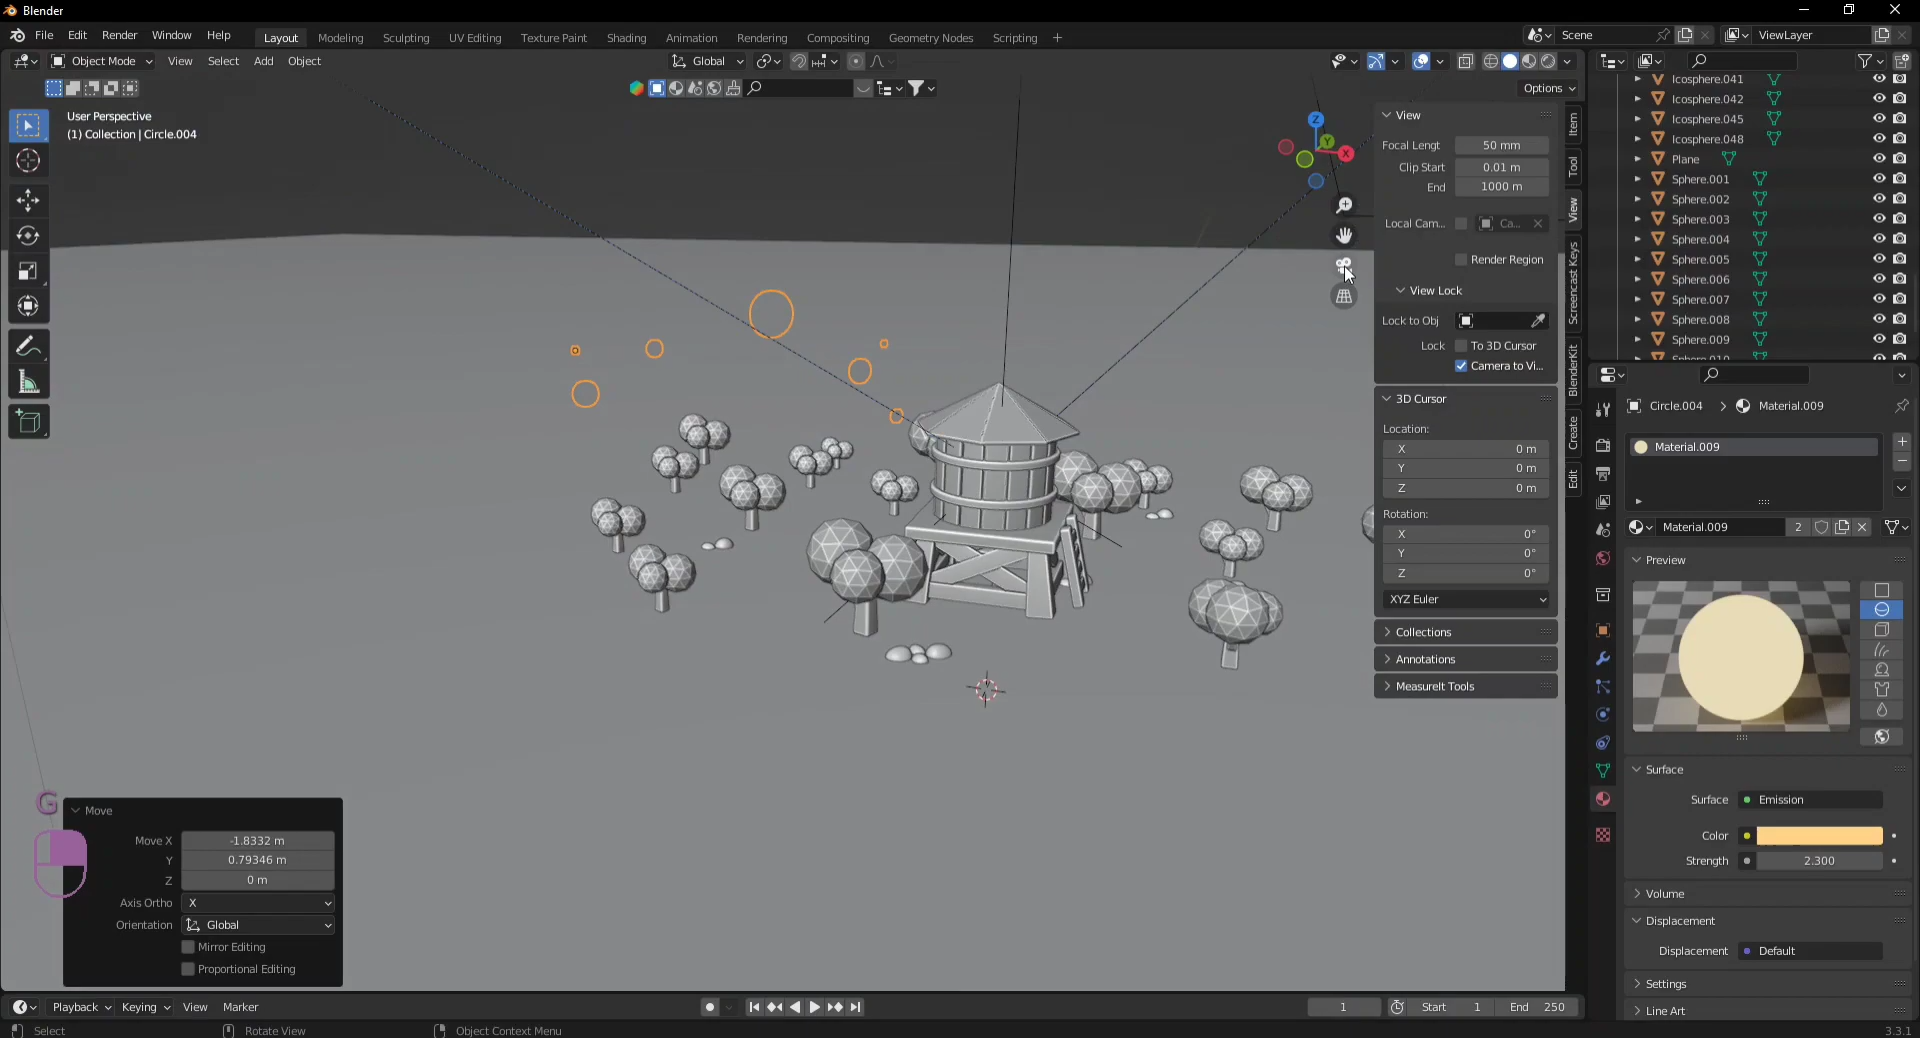 Blender
File Edit Render Window Help
Layout Modeling Sculpting UV Editing Texture Paint Shading Animation Rendering Compositing Geometry Nodes Scripting +
Scene
ViewLayer
Object Mode View Select Add Object
Global
Options
User Perspective
(1) Collection | Circle.004
Z
Y
X
View
Focal Lengt 50 mm
Clip Start 0.01 m
End 1000 m
Local Cam... Ca...
Render Region
View Lock
Lock to Obj
Lock To 3D Cursor
Camera to Vi...
3D Cursor
Location:
X 0 m
Y 0 m
Z 0 m
Rotation:
X 0°
Y 0°
Z 0°
XYZ Euler
Collections
Annotations
MeasureIt Tools
Item
Tool
View
Screencast Keys
BlenderKit
Create
Edit
Icosphere.041
Icosphere.042
Icosphere.045
Icosphere.048
Plane
Sphere.001
Sphere.002
Sphere.003
Sphere.004
Sphere.005
Sphere.006
Sphere.007
Sphere.008
Sphere.009
Sphere.010
Circle.004 Material.009
Material.009
Material.009 2
Preview
Surface
Surface Emission
Color
Strength 2.300
Volume
Displacement
Displacement Default
Settings
Line Art
G
Move
Move X -1.8332 m
Y 0.79346 m
Z 0 m
Axis Ortho X
Orientation Global
Mirror Editing
Proportional Editing
Playback Keying View Marker
1 Start 1 End 250
Select Rotate View Object Context Menu
3.3.1